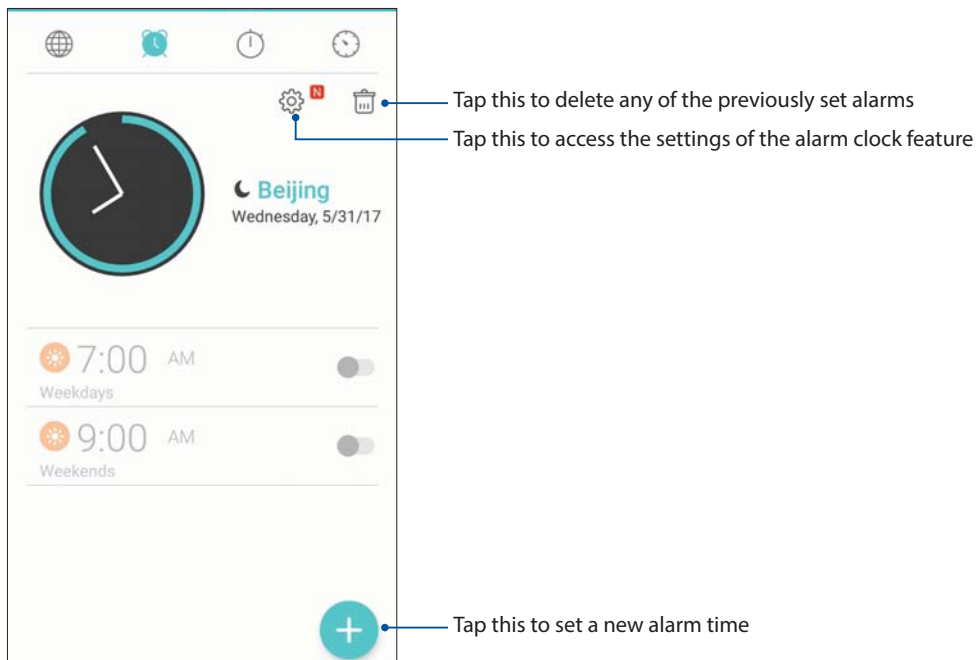 N
Tap this to delete any of the previously set alarms
Tap this to access the settings of the alarm clock feature
Beijing
Wednesday, 5/31/17
7:00 AM
Weekdays
9:00 AM
Weekends
Tap this to set a new alarm time